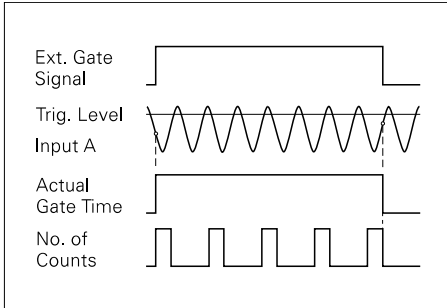 Ext. Gate
Signal
Trig. Level
Input A
Actual
Gate Time
No. of
Counts